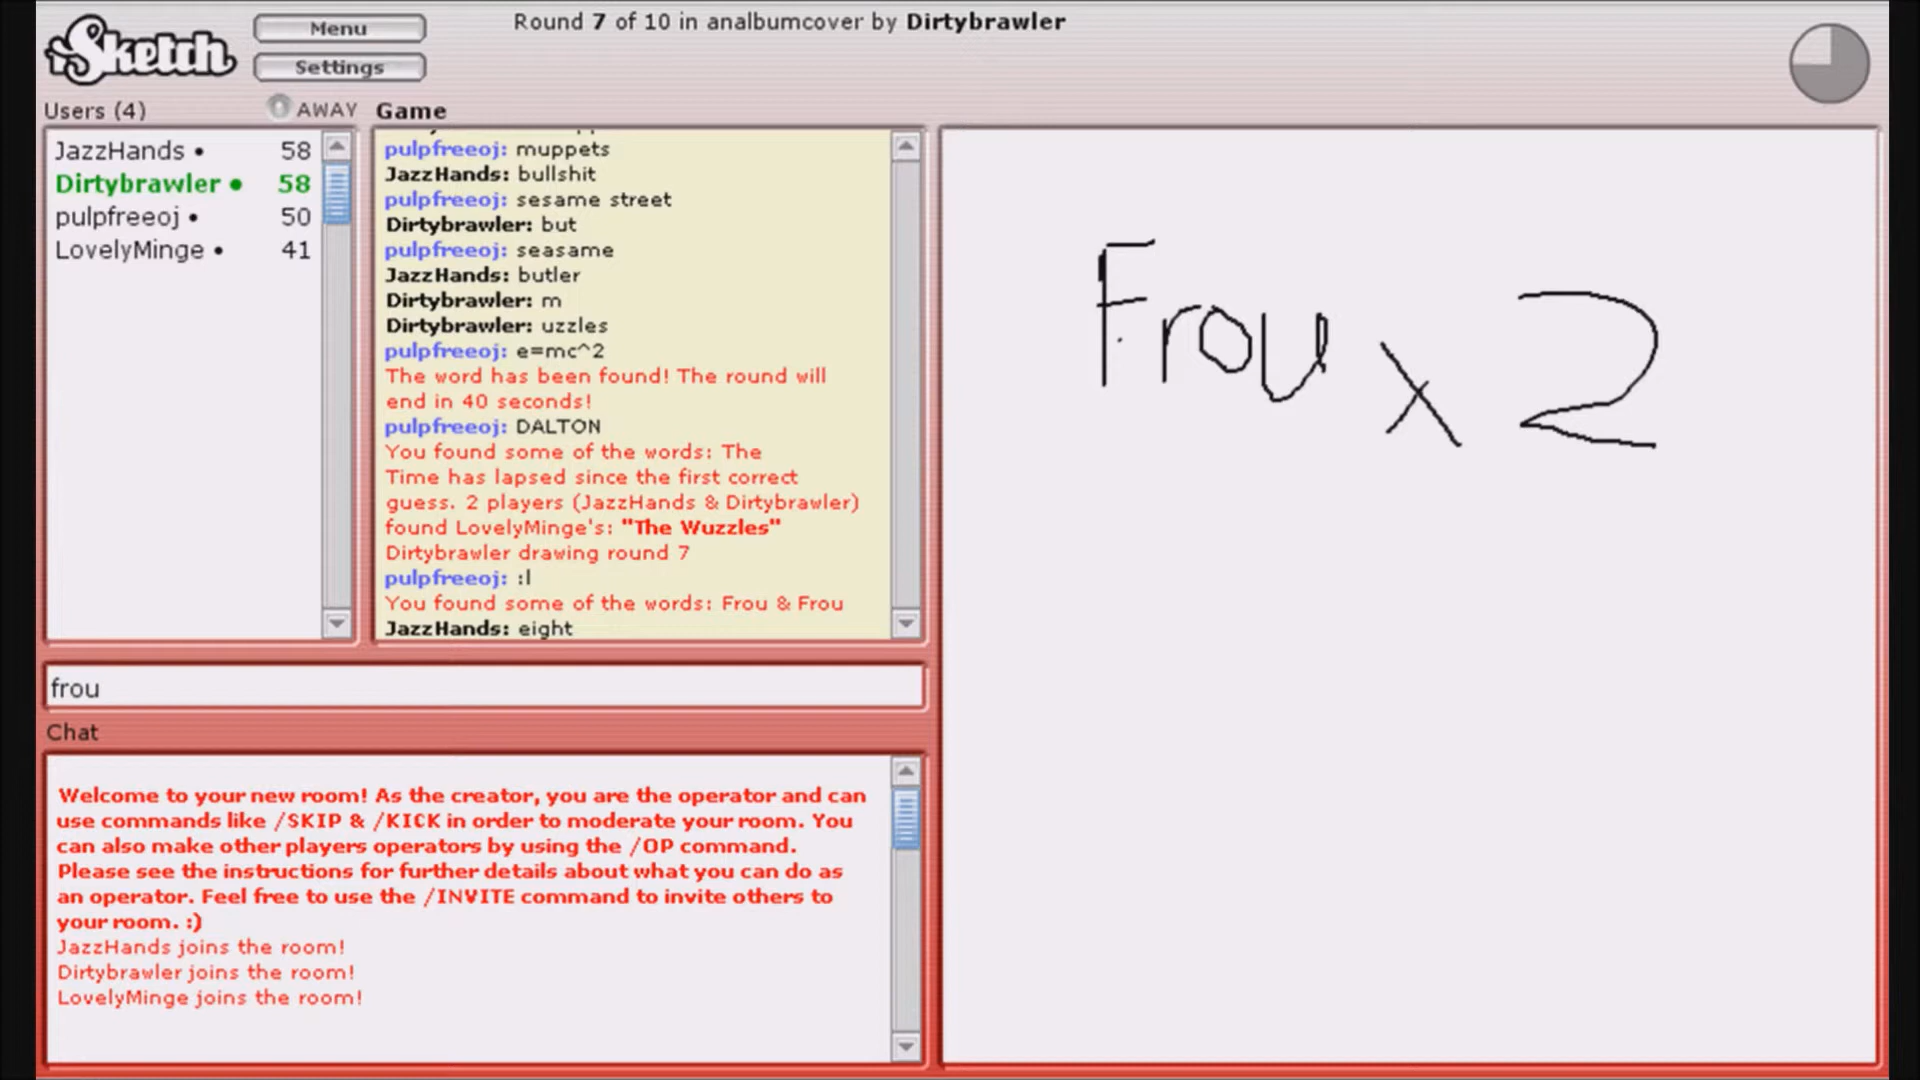 iSketch
Menu
Settings
Round 7 of 10 in analbumcover by Dirtybrawler
Users (4)
AWAY
JazzHands • 58
Dirtybrawler • 58
pulpfreeoj • 50
LovelyMinge • 41
Game
pulpfreeoj: muppets
JazzHands: bullshit
pulpfreeoj: sesame street
Dirtybrawler: but
pulpfreeoj: seasame
JazzHands: butler
Dirtybrawler: m
Dirtybrawler: uzzles
pulpfreeoj: e=mc^2
The word has been found! The round will
end in 40 seconds!
pulpfreeoj: DALTON
You found some of the words: The
Time has lapsed since the first correct
guess. 2 players (JazzHands & Dirtybrawler)
found LovelyMinge's: "The Wuzzles"
Dirtybrawler drawing round 7
pulpfreeoj: :l
You found some of the words: Frou & Frou
JazzHands: eight
frou
Chat
Welcome to your new room! As the creator, you are the operator and can
use commands like /SKIP & /KICK in order to moderate your room. You
can also make other players operators by using the /OP command.
Please see the instructions for further details about what you can do as
an operator. Feel free to use the /INVITE command to invite others to
your room. :)
JazzHands joins the room!
Dirtybrawler joins the room!
LovelyMinge joins the room!
Frou x 2